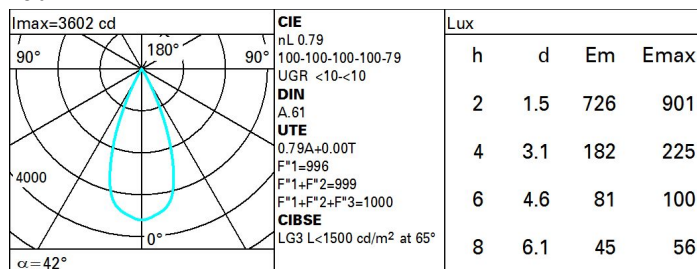 Imax=3602 cd
90°
180°
90°
4000
0°
α=42°
CIE
nL 0.79
100-100-100-100-79
UGR <10-<10
DIN
A.61
UTE
0.79A+0.00T
F"1=996
F"1+F"2=999
F"1+F"2+F"3=1000
CIBSE
LG3 L<1500 cd/m² at 65°
Lux
h d Em Emax
2 1.5 726 901
4 3.1 182 225
6 4.6 81 100
8 6.1 45 56